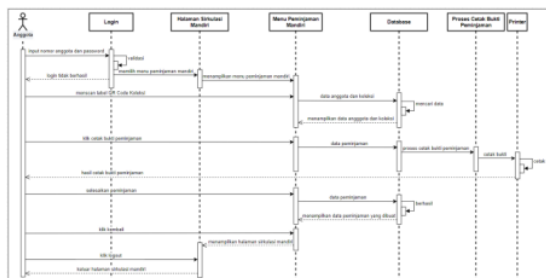 Login
Halaman Sirkulasi
Mandiri
Menu Peminjaman
Mandiri
Database
Proses Cetak Bukti
Peminjaman
Printer
Anggota
input nomor anggota dan password
validasi
memilih menu peminjaman mandiri
menampilkan menu peminjaman mandiri
login tidak berhasil
menscan label QR Code Koleksi
data anggota dan koleksi
mencari data
menampilkan data anggota dan koleksi
klik cetak bukti peminjaman
data peminjaman
proses cetak bukti peminjaman
cetak bukti
cetak
hasil cetak bukti peminjaman
selesaikan peminjaman
data peminjaman
berhasil
menampilkan data peminjaman yang dibuat
klik kembali
menampilkan halaman sirkulasi mandiri
klik logout
keluar halaman sirkulasi mandiri